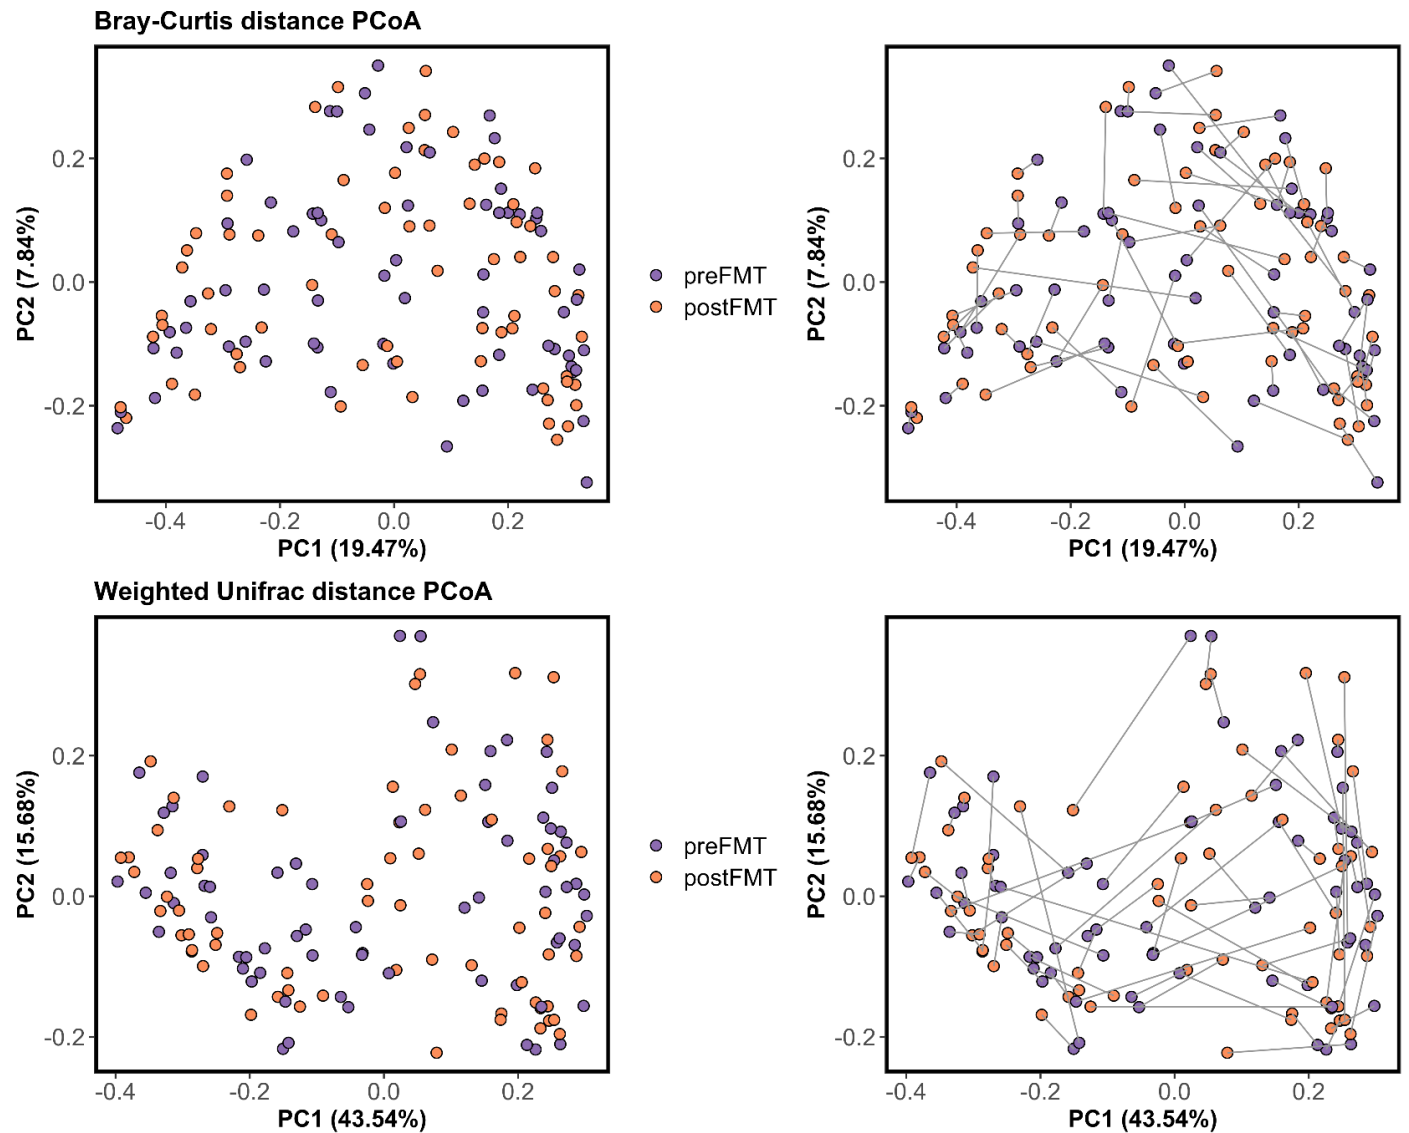 Bray-Curtis distance PCoA
0.2
0.0
-0.2
PC2 (7.84%)
-0.4 -0.2 0.0 0.2
PC1 (19.47%)
preFMT
postFMT
0.2
0.0
-0.2
PC2 (7.84%)
-0.4 -0.2 0.0 0.2
PC1 (19.47%)
Weighted Unifrac distance PCoA
0.2
0.0
-0.2
PC2 (15.68%)
-0.4 -0.2 0.0 0.2
PC1 (43.54%)
preFMT
postFMT
0.2
0.0
-0.2
PC2 (15.68%)
-0.4 -0.2 0.0 0.2
PC1 (43.54%)